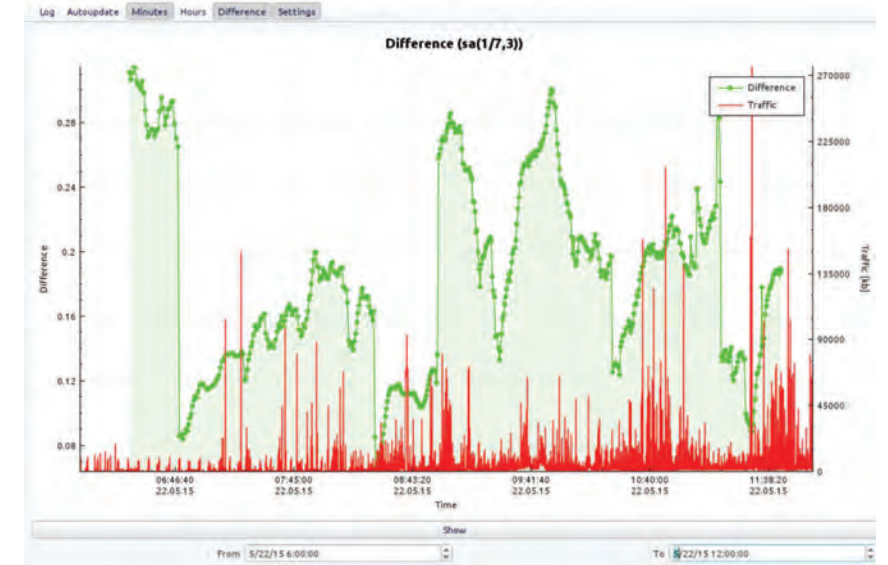 Log Autoupdate Minutes Hours Difference Settings
Difference (sa(1/7,3))
Difference
Traffic
270000
225000
180000
135000
90000
45000
0
Traffic [kb]
0.28
0.24
0.2
0.16
0.12
0.08
Difference
06:46:40 07:45:00 08:43:20 09:41:40 10:40:00 11:38:20
22.05.15 22.05.15 22.05.15 22.05.15 22.05.15 22.05.15
Time
Show
From 5/22/15 6:00:00 To 5/22/15 12:00:00